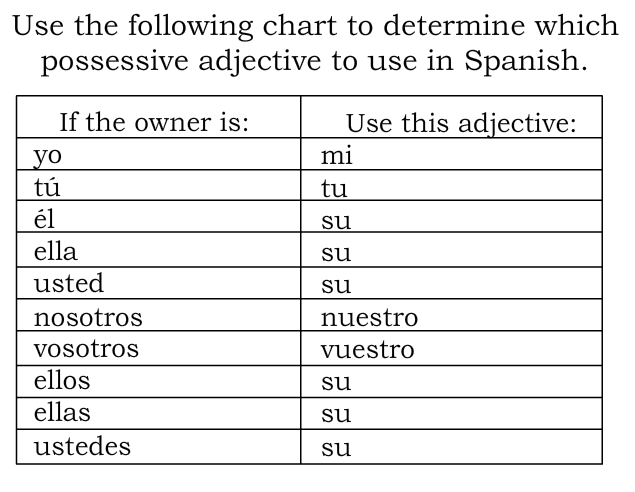 Use the following chart to determine which
possessive adjective to use in Spanish.
If the owner is: Use this adjective:
yo mi
tú tu
él su
ella su
usted su
nosotros nuestro
vosotros vuestro
ellos su
ellas su
ustedes su